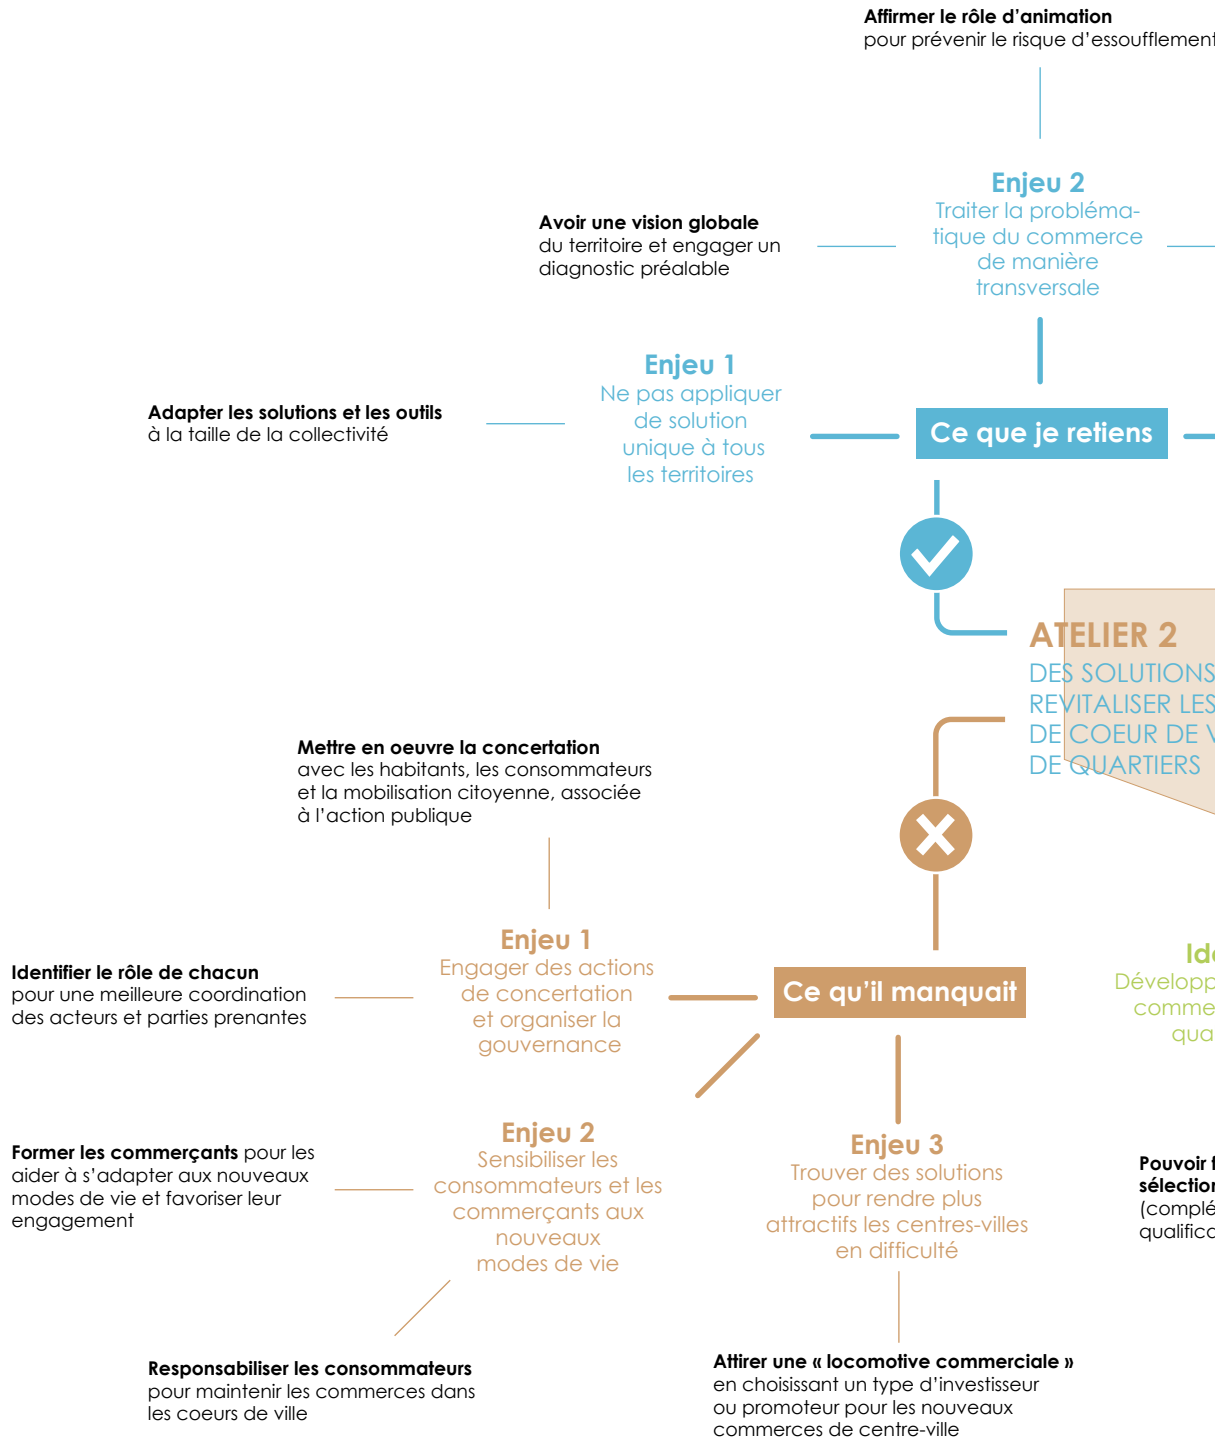 Affirmer le rôle d'animation
pour prévenir le risque d'essoufflement
Enjeu 2
Traiter la probléma-
tique du commerce
de manière
transversale
Avoir une vision globale
du territoire et engager un
diagnostic préalable
Enjeu 1
Ne pas appliquer
de solution
unique à tous
les territoires
Adapter les solutions et les outils
à la taille de la collectivité
Ce que je retiens
ATELIER 2
DES SOLUTIONS
REVITALISER LES
DE COEUR DE
DE QUARTIERS
Mettre en oeuvre la concertation
avec les habitants, les consommateurs
et la mobilisation citoyenne, associée
à l'action publique
Enjeu 1
Engager des actions
de concertation
et organiser la
gouvernance
Identifier le rôle de chacun
pour une meilleure coordination
des acteurs et parties prenantes
Ce qu'il manquait
Enjeu 2
Sensibiliser les
consommateurs et les
commerçants aux
nouveaux
modes de vie
Former les commerçants pour les
aider à s'adapter aux nouveaux
modes de vie et favoriser leur
engagement
Responsabiliser les consommateurs
pour maintenir les commerces dans
les coeurs de ville
Enjeu 3
Trouver des solutions
pour rendre plus
attractifs les centres-villes
en difficulté
Attirer une « locomotive commerciale »
en choisissant un type d'investisseur
ou promoteur pour les nouveaux
commerces de centre-ville
Pouvoir